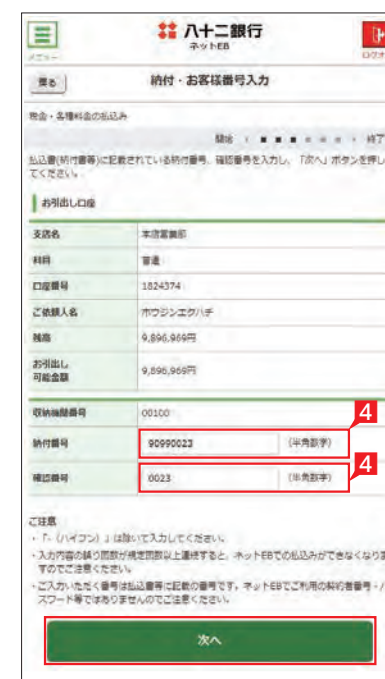 八十二銀行
ネットEB
メニュー
ログオ
戻る
納付・お客様番号入力
税金・各種料金の払込み
開始
終了
払込書(納付書等)に記載されている納付番号、確認番号を入力し、「次へ」ボタンを押し
てください。
お引出し口座
支店名 本店営業部
科目 普通
口座番号 1824374
ご依頼人名 ホウジンエグハチ
残高 9,896,969円
お引出し
可能金額 9,896,969円
収納機関番号 00100
4
納付番号 90990023 (半角数字)
4
確認番号 0023 (半角数字)
ご注意
・「-(ハイフン)」は除いて入力してください。
・入力内容の誤り回数が規定回数以上連続すると、ネットEBでの払込みができなくなりま
すのでご注意ください。
・ご入力いただく番号は払込書等に記載の番号です。ネットEBでご利用の契約者番号・パ
スワード等ではありませんのでご注意ください。
次へ